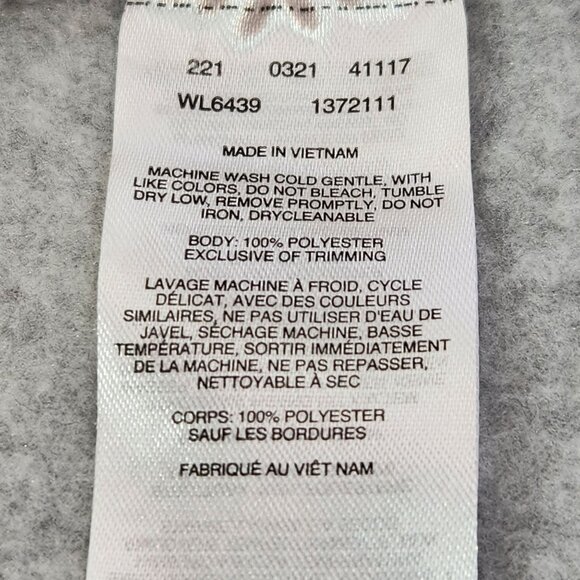 221 0321 41117
WL6439 1372111
MADE IN VIETNAM
MACHINE WASH COLD GENTLE, WITH
LIKE COLORS, DO NOT BLEACH, TUMBLE
DRY LOW, REMOVE PROMPTLY, DO NOT
IRON, DRYCLEANABLE
BODY: 100% POLYESTER
EXCLUSIVE OF TRIMMING
LAVAGE MACHINE À FROID, CYCLE
DÉLICAT, AVEC DES COULEURS
SIMILAIRES, NE PAS UTILISER D'EAU DE
JAVEL, SÉCHAGE MACHINE, BASSE
TEMPÉRATURE, SORTIR IMMÉDIATEMENT
DE LA MACHINE, NE PAS REPASSER,
NETTOYABLE À SEC
CORPS: 100% POLYESTER
SAUF LES BORDURES
FABRIQUÉ AU VIÊT NAM